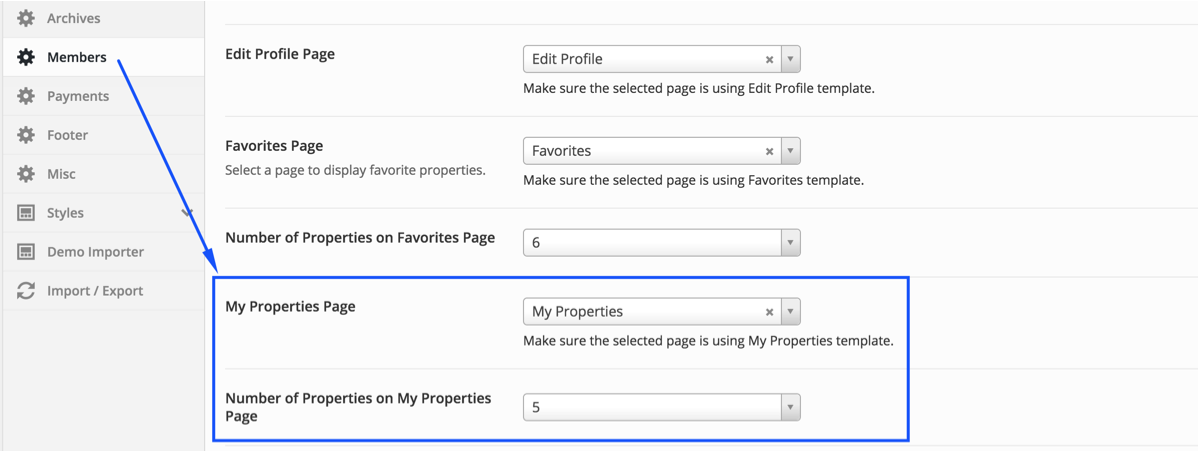 Archives
Members
Payments
Footer
Misc
Styles
Demo Importer
Import / Export
Edit Profile Page
Edit Profile
Make sure the selected page is using Edit Profile template.
Favorites Page
Select a page to display favorite properties.
Favorites
Make sure the selected page is using Favorites template.
Number of Properties on Favorites Page
6
My Properties Page
My Properties
Make sure the selected page is using My Properties template.
Number of Properties on My Properties
Page
5